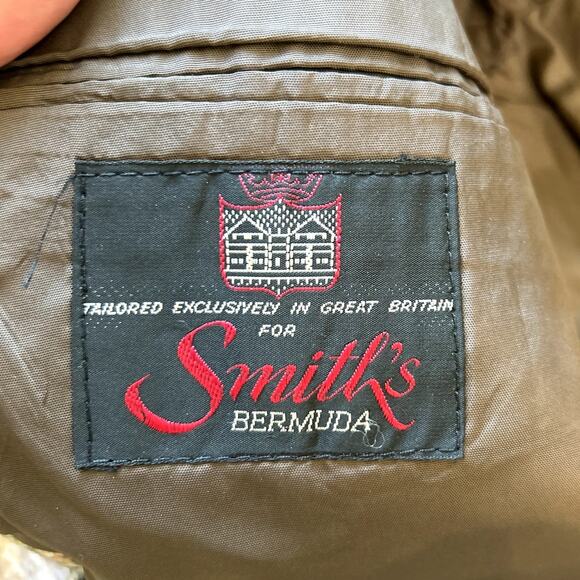 TAILORED EXCLUSIVELY IN GREAT BRITAIN
FOR
Smith's
BERMUDA